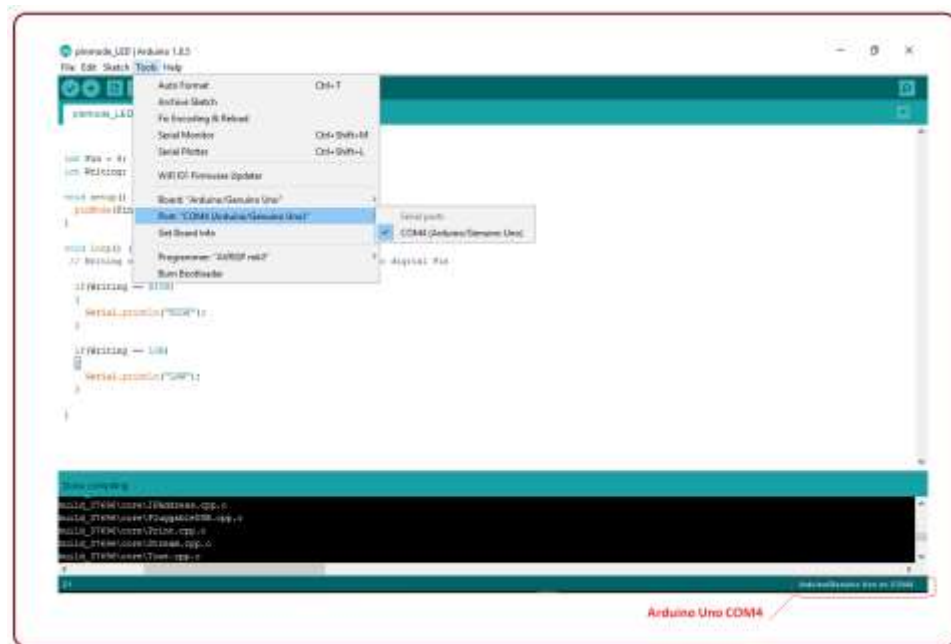 pinmode_LED | Arduino 1.8.5
File Edit Sketch Tools Help
Auto Format Ctrl+T
Archive Sketch
Fix Encoding & Reload
Serial Monitor Ctrl+Shift+M
Serial Plotter Ctrl+Shift+L
WiFi101 Firmware Updater
Board: "Arduino/Genuino Uno"
Port: "COM4 (Arduino/Genuino Uno)"
Get Board Info
Programmer: "AVRISP mkII"
Burn Bootloader
Serial ports
COM4 (Arduino/Genuino Uno)
pinmode_LED
int Pin =
int Writing;
void setup()
pinMode(
}
void loop() {
// Writing digital Pin
if(Writing == HIGH)
{
Serial.println("HIGH");
}
if(Writing == LOW)
{
Serial.println("LOW");
}
}
Done compiling
build_37696\core\IPAddress.cpp.o
build_37696\core\PluggableUSB.cpp.o
build_37696\core\Print.cpp.o
build_37696\core\Stream.cpp.o
build_37696\core\Tone.cpp.o
Arduino/Genuino Uno on COM4
Arduino Uno COM4